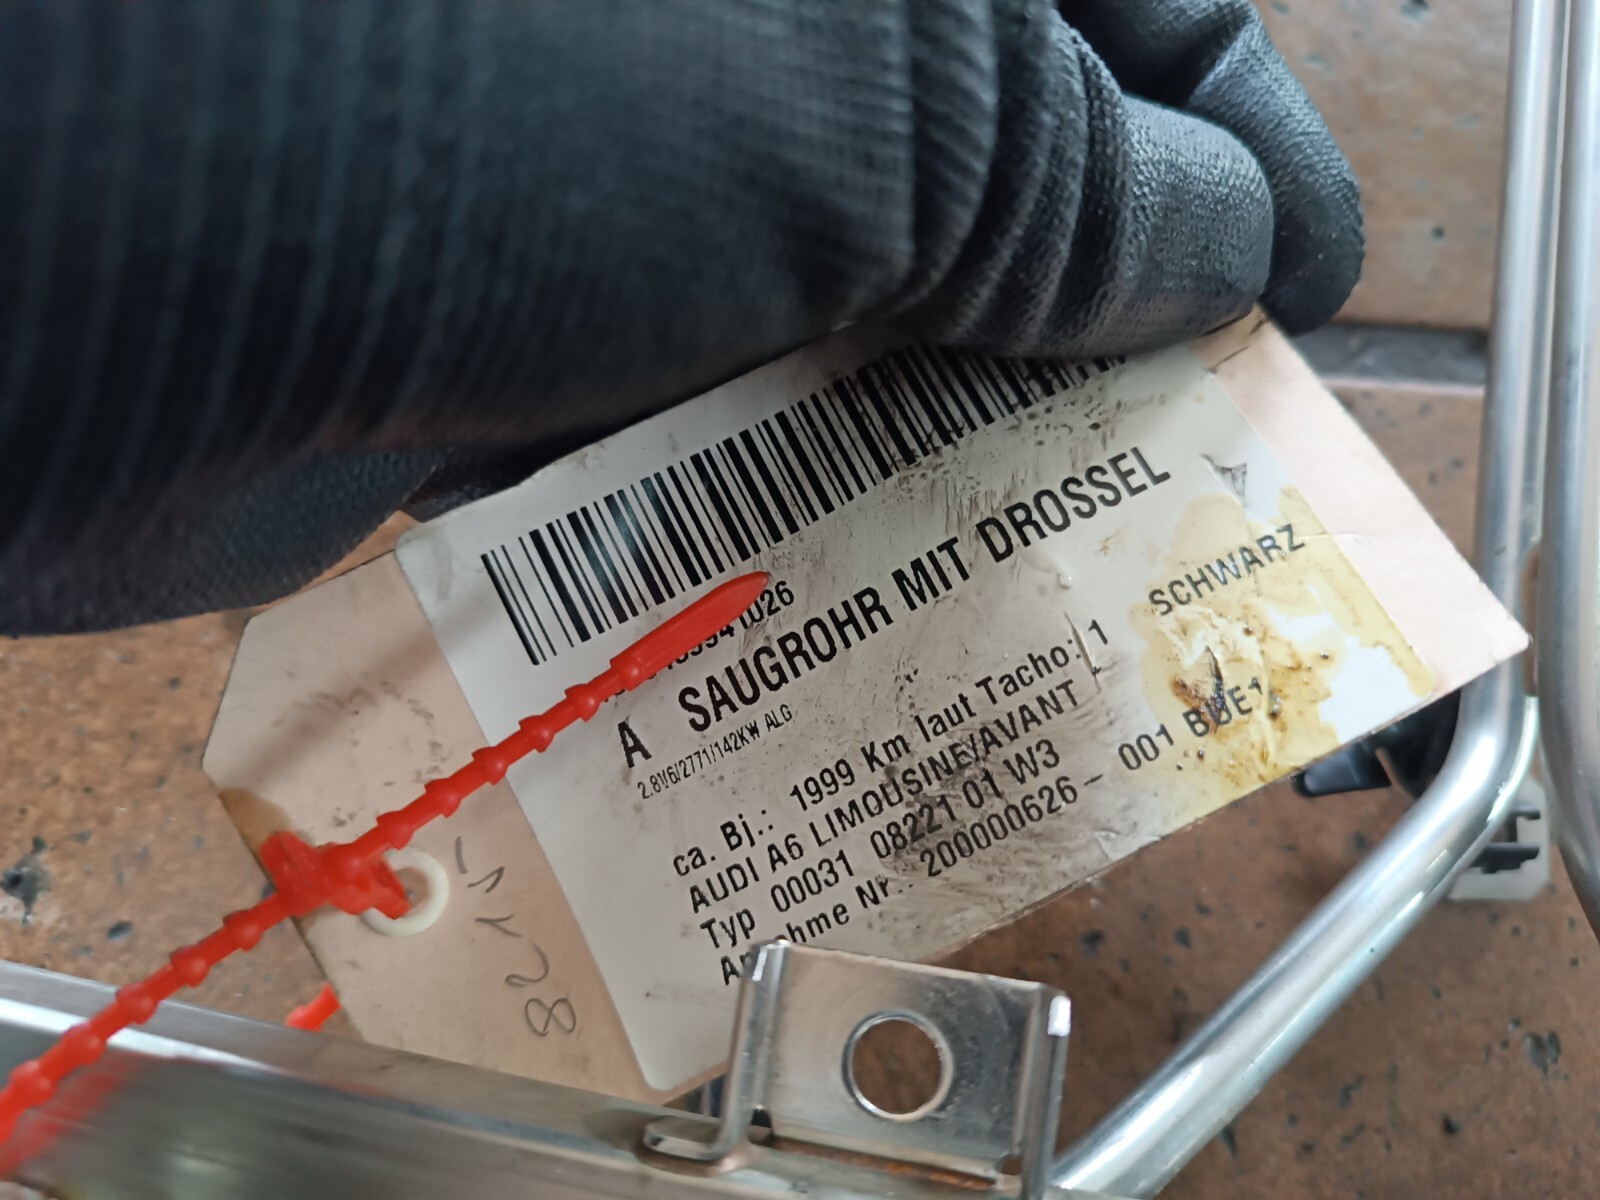 A SAUGROHR MIT DROSSEL
2.8V6/2771/142KW ALG
ca. Bj.: 1999 Km laut Tacho: 1 SCHWARZ
AUDI A6 LIMOUSINE/AVANT
Typ 00031 08221 01 W3
Nr.: 200000626- 001